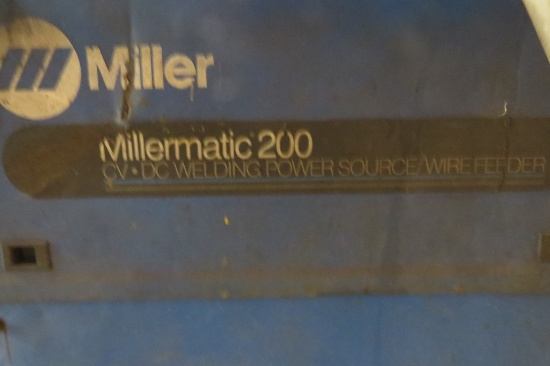 Miller
Millermatic 200
CV•DC WELDING POWER SOURCE/WIRE FEEDER